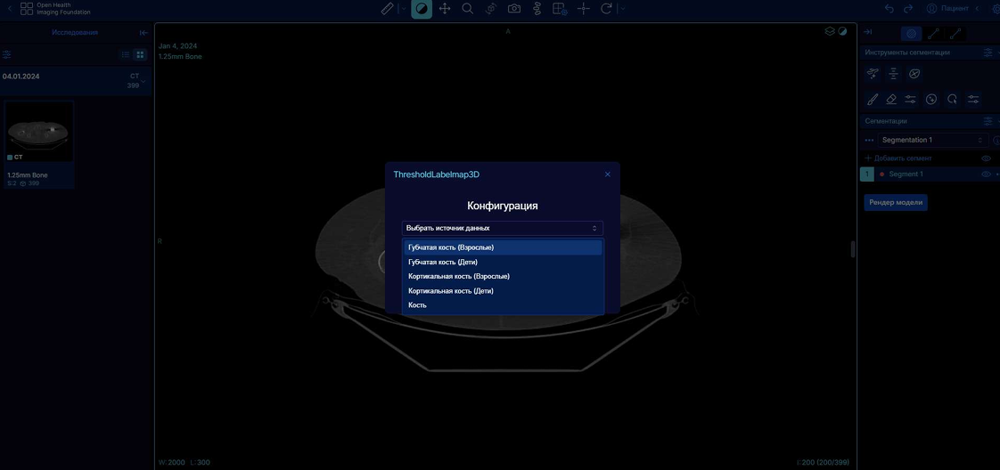 Open Health
Imaging Foundation
Пациент
Исследования
04.01.2024
CT
399
CT
1.25mm Bone
S:2 399
Jan 4, 2024
1.25mm Bone
A
R
ThresholdLabelmap3D
Конфигурация
Выбрать источник данных
Губчатая кость (Взрослые)
Губчатая кость (Дети)
Кортикальная кость (Взрослые)
Кортикальная кость (Дети)
Кость
W:2000 L:300
I:200 (200/399)
Инструменты сегментации
Сегментации
Segmentation 1
Добавить сегмент
1 Segment 1
Рендер модели